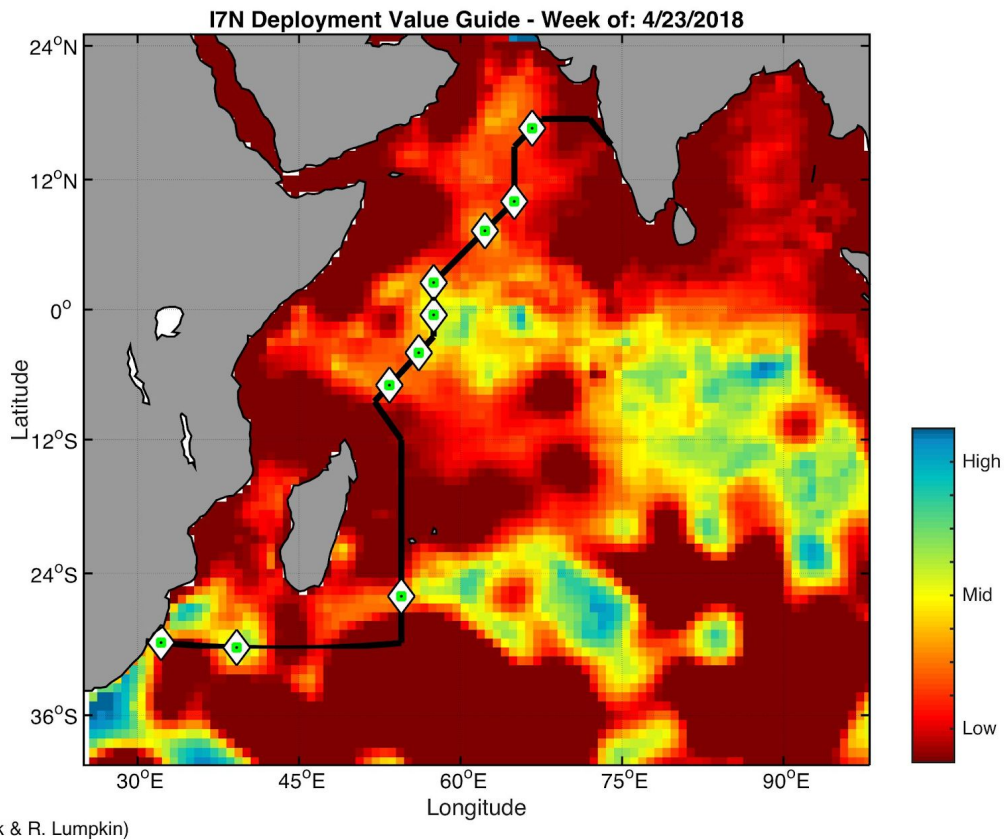 I7N Deployment Value Guide - Week of: 4/23/2018
24°N
12°N
0°
12°S
24°S
36°S
Latitude
30°E 45°E 60°E 75°E 90°E
Longitude
High
Mid
Low
k & R. Lumpkin)